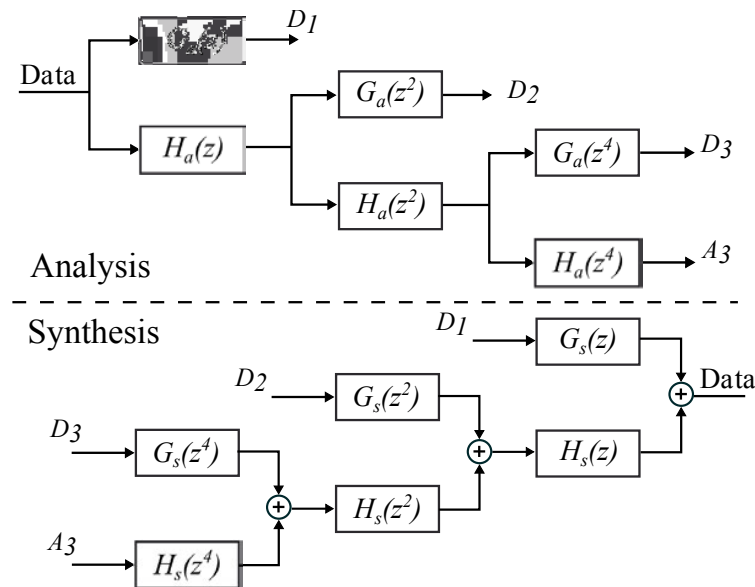 D1
Data
Gₐ(z²)
D2
Hₐ(z)
Gₐ(z⁴)
D3
Hₐ(z²)
Hₐ(z⁴)
A3
Analysis
Synthesis
D1
Gₛ(z)
Data
D2
Gₛ(z²)
+
D3
Gₛ(z⁴)
+
Hₛ(z)
+
Hₛ(z²)
A3
Hₛ(z⁴)